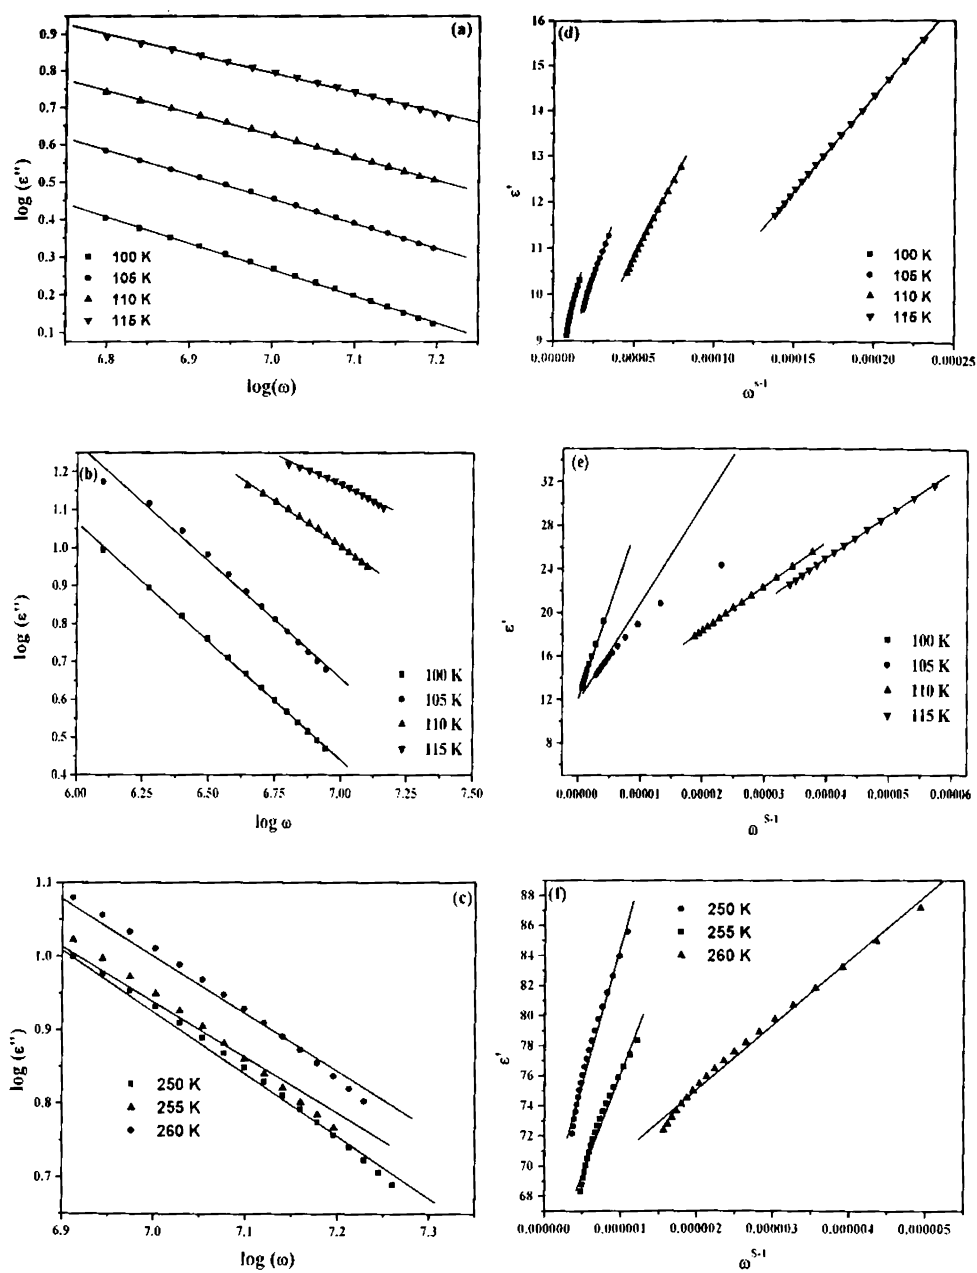 (a)
0.9
0.8
0.7
0.6
0.5
0.4
0.3
0.2
0.1
log (ε'')
100 K
105 K
110 K
115 K
6.8 6.9 7.0 7.1 7.2
log(ω)
(d)
16
15
14
13
12
11
10
9
ε'
100 K
105 K
110 K
115 K
0.00000 0.00005 0.00010 0.00015 0.00020 0.00025
ω^s-1
(b)
1.2
1.1
1.0
0.9
0.8
0.7
0.6
0.5
0.4
log (ε'')
100 K
105 K
110 K
115 K
6.00 6.25 6.50 6.75 7.00 7.25 7.50
log ω
(e)
32
28
24
20
16
12
8
ε'
100 K
105 K
110 K
115 K
0.00000 0.00001 0.00002 0.00003 0.00004 0.00005 0.00006
ω^S-1
(c)
1.1
1.0
0.9
0.8
0.7
log (ε'')
250 K
255 K
260 K
6.9 7.0 7.1 7.2 7.3
log (ω)
(f)
88
86
84
82
80
78
76
74
72
70
68
ε'
250 K
255 K
260 K
0.000000 0.000001 0.000002 0.000003 0.000004 0.000005
ω^S-1